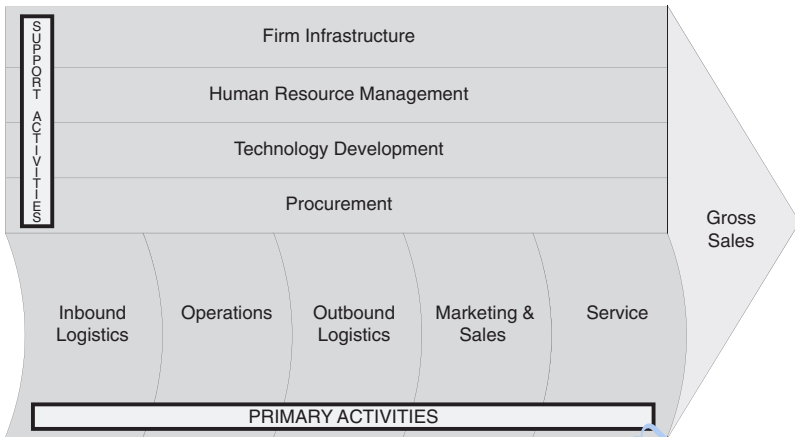 SUPPORT ACTIVITIES
Firm Infrastructure
Human Resource Management
Technology Development
Procurement
Gross
Sales
Inbound
Logistics
Operations
Outbound
Logistics
Marketing &
Sales
Service
PRIMARY ACTIVITIES